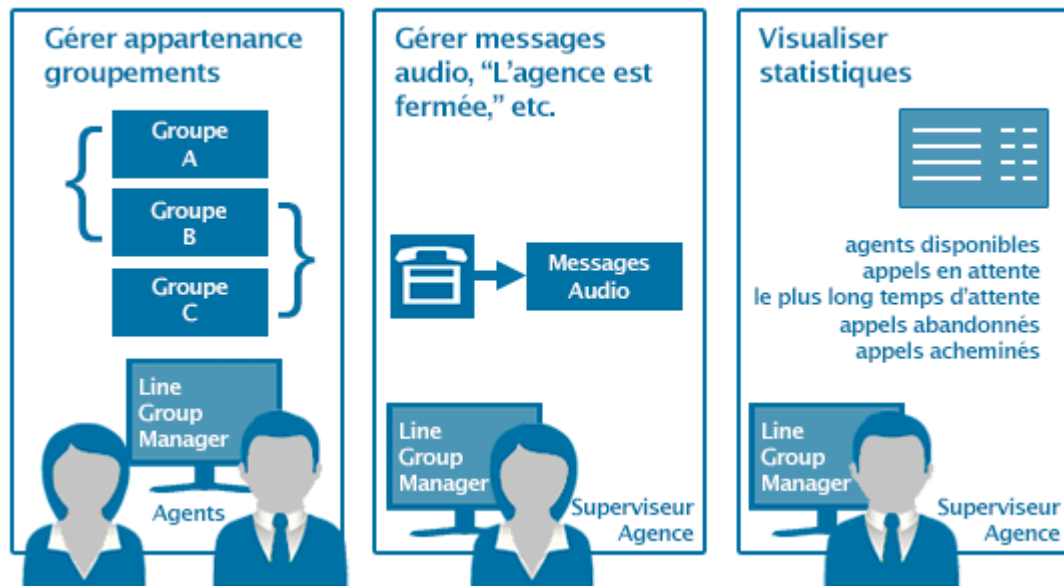 Gérer appartenance
groupements
Groupe
A
Groupe
B
Groupe
C
Line
Group
Manager
Agents
Gérer messages
audio, “L'agence est
fermée,” etc.
Messages
Audio
Line
Group
Manager
Superviseur
Agence
Visualiser
statistiques
agents disponibles
appels en attente
le plus long temps d'attente
appels abandonnés
appels acheminés
Line
Group
Manager
Superviseur
Agence